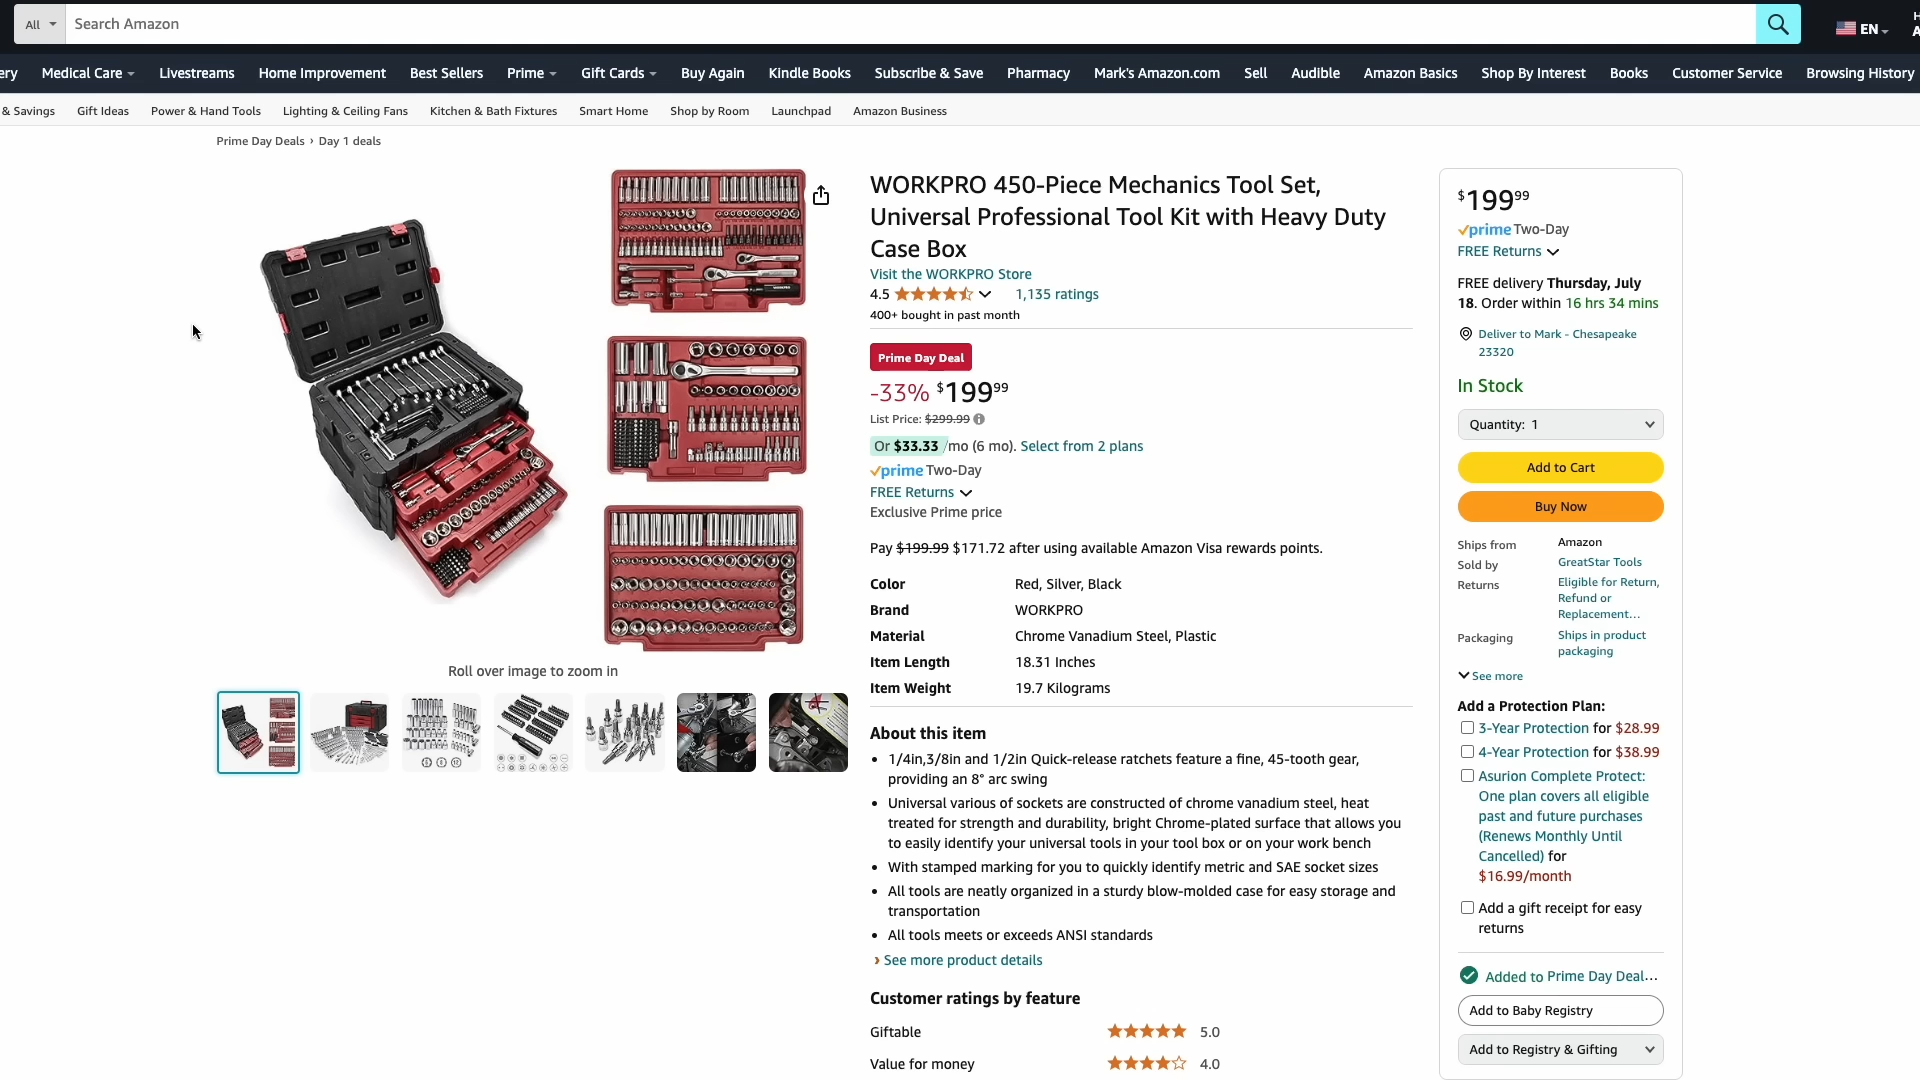 All
Search Amazon
EN
ery
Medical Care
Livestreams
Home Improvement
Best Sellers
Prime
Gift Cards
Buy Again
Kindle Books
Subscribe & Save
Pharmacy
Mark's Amazon.com
Sell
Audible
Amazon Basics
Shop By Interest
Books
Customer Service
Browsing History
& Savings
Gift Ideas
Power & Hand Tools
Lighting & Ceiling Fans
Kitchen & Bath Fixtures
Smart Home
Shop by Room
Launchpad
Amazon Business
Prime Day Deals › Day 1 deals
Roll over image to zoom in
WORKPRO 450-Piece Mechanics Tool Set,
Universal Professional Tool Kit with Heavy Duty
Case Box
Visit the WORKPRO Store
4.5
1,135 ratings
400+ bought in past month
Prime Day Deal
-33% $199 99
List Price: $299.99
Or $33.33 /mo (6 mo). Select from 2 plans
prime Two-Day
FREE Returns
Exclusive Prime price
Pay $199.99 $171.72 after using available Amazon Visa rewards points.
Color Red, Silver, Black
Brand WORKPRO
Material Chrome Vanadium Steel, Plastic
Item Length 18.31 Inches
Item Weight 19.7 Kilograms
About this item
• 1/4in,3/8in and 1/2in Quick-release ratchets feature a fine, 45-tooth gear,
providing an 8° arc swing
• Universal various of sockets are constructed of chrome vanadium steel, heat
treated for strength and durability, bright Chrome-plated surface that allows you
to easily identify your universal tools in your tool box or on your work bench
• With stamped marking for you to quickly identify metric and SAE socket sizes
• All tools are neatly organized in a sturdy blow-molded case for easy storage and
transportation
• All tools meets or exceeds ANSI standards
› See more product details
Customer ratings by feature
Giftable 5.0
Value for money 4.0
$199 99
prime Two-Day
FREE Returns
FREE delivery Thursday, July
18. Order within 16 hrs 34 mins
Deliver to Mark - Chesapeake
23320
In Stock
Quantity: 1
Add to Cart
Buy Now
Ships from Amazon
Sold by GreatStar Tools
Returns Eligible for Return,
Refund or
Replacement...
Packaging Ships in product
packaging
See more
Add a Protection Plan:
3-Year Protection for $28.99
4-Year Protection for $38.99
Asurion Complete Protect:
One plan covers all eligible
past and future purchases
(Renews Monthly Until
Cancelled) for
$16.99/month
Add a gift receipt for easy
returns
Added to Prime Day Deal...
Add to Baby Registry
Add to Registry & Gifting